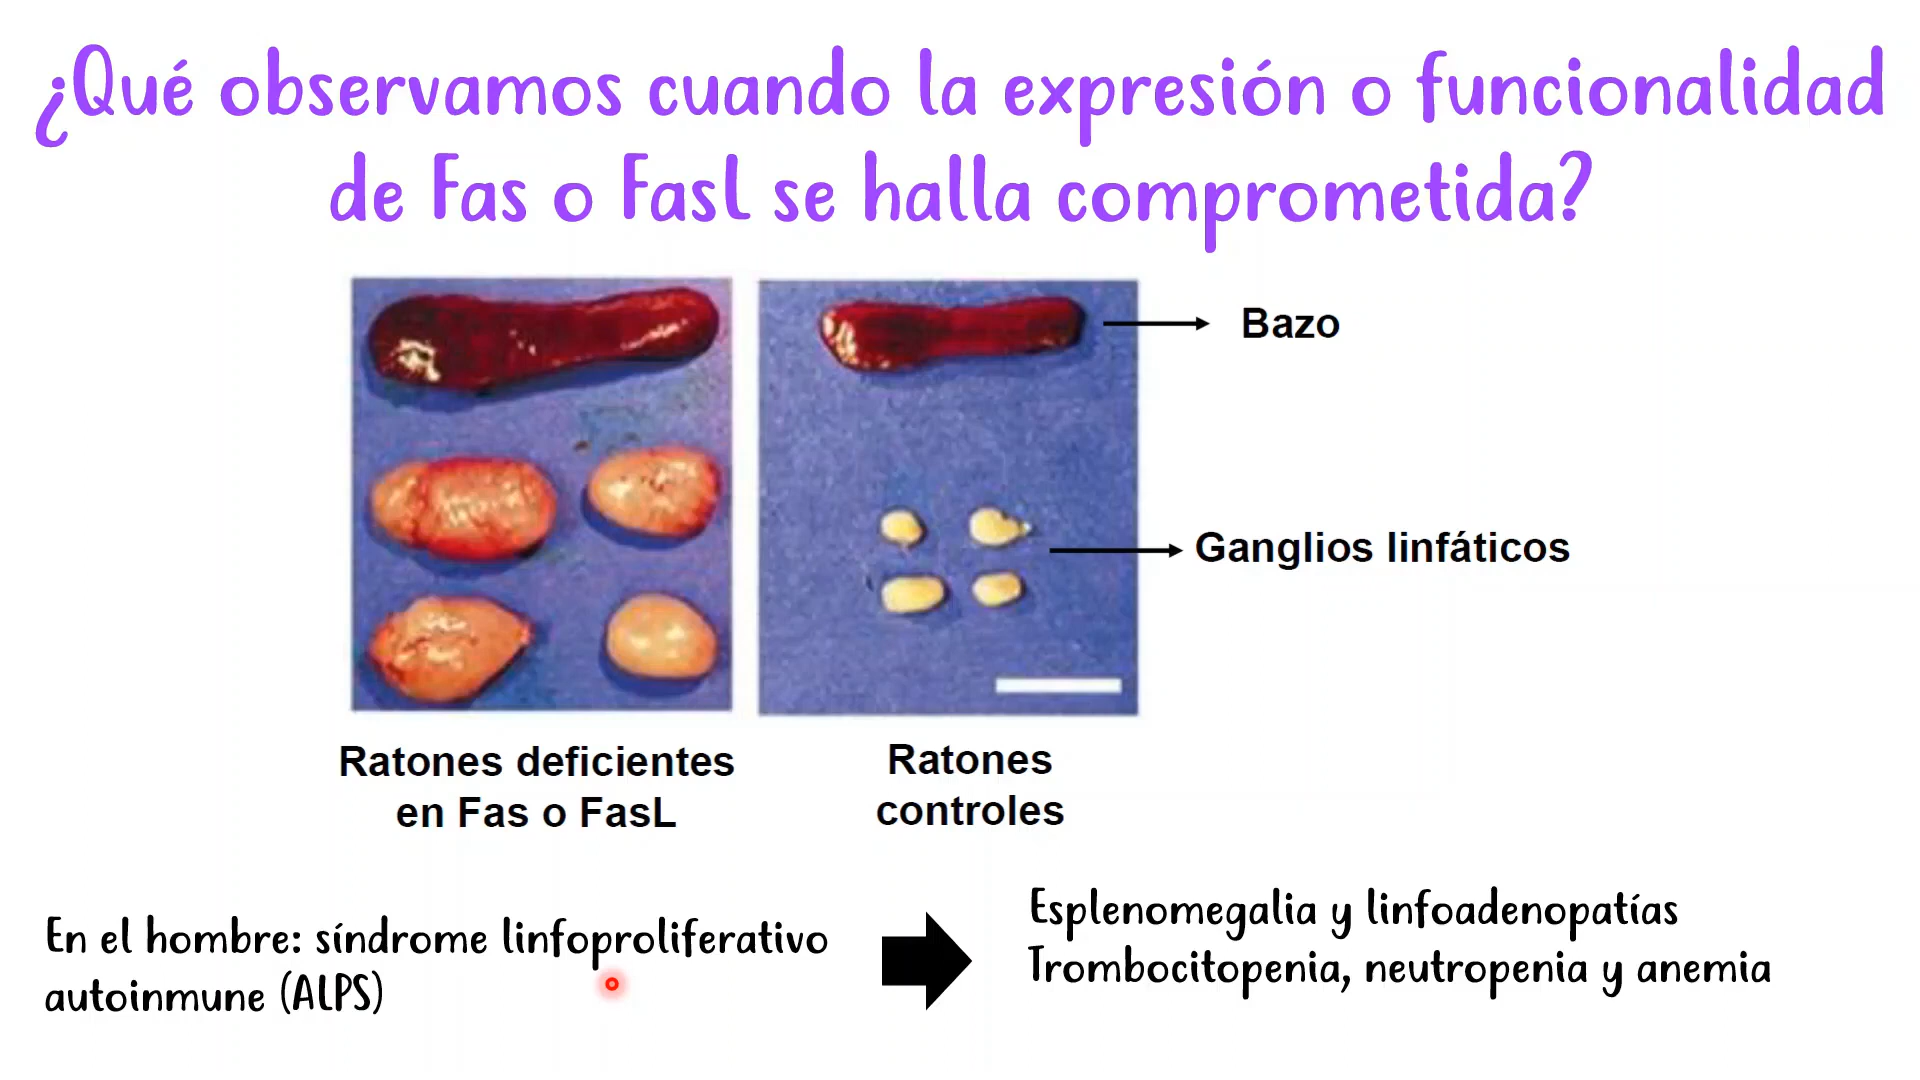 ¿Qué observamos cuando la expresión o funcionalidad
de Fas o FasL se halla comprometida?
Bazo
Ganglios linfáticos
Ratones deficientes
en Fas o FasL
Ratones
controles
En el hombre: síndrome linfoproliferativo
autoinmune (ALPS)
Esplenomegalia y linfoadenopatías
Trombocitopenia, neutropenia y anemia